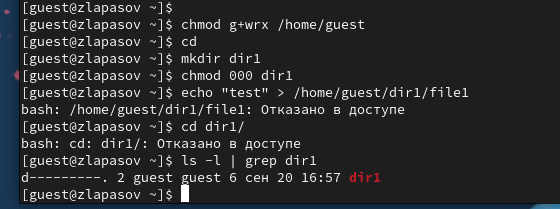 [guest@zlapasov ~]$
[guest@zlapasov ~]$ chmod g+wrx /home/guest
[guest@zlapasov ~]$ cd
[guest@zlapasov ~]$ mkdir dir1
[guest@zlapasov ~]$ chmod 000 dir1
[guest@zlapasov ~]$ echo "test" > /home/guest/dir1/file1
bash: /home/guest/dir1/file1: Отказано в доступе
[guest@zlapasov ~]$ cd dir1/
bash: cd: dir1/: Отказано в доступе
[guest@zlapasov ~]$ ls -l | grep dir1
d---------. 2 guest guest 6 сен 20 16:57 dir1
[guest@zlapasov ~]$